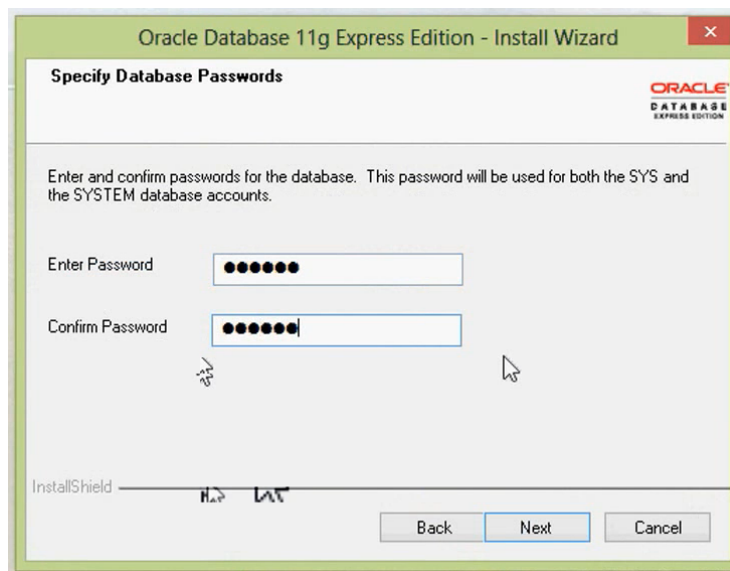 Oracle Database 11g Express Edition - Install Wizard
Specify Database Passwords
ORACLE
DATABASE
EXPRESS EDITION
Enter and confirm passwords for the database. This password will be used for both the SYS and
the SYSTEM database accounts.
Enter Password
Confirm Password
InstallShield
Back Next Cancel